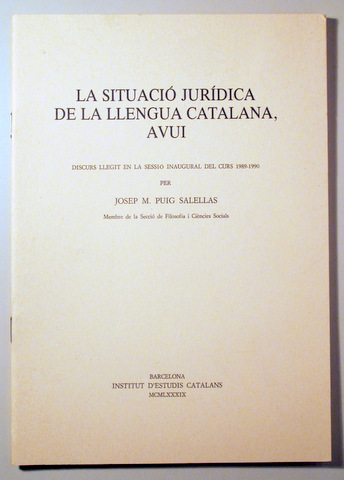 LA SITUACIÓ JURÍDICA
DE LA LLENGUA CATALANA,
AVUI
DISCURS LLEGIT EN LA SESSIO INAUGURAL DEL CURS 1989-1990
PER
JOSEP M. PUIG SALELLAS
Membre de la Secció de Filosofia i Ciències Socials
BARCELONA
INSTITUT D'ESTUDIS CATALANS
MCMLXXXIX